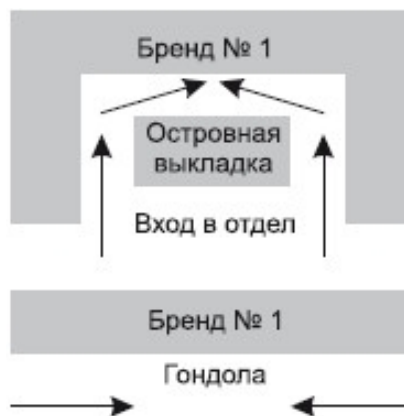 Бренд № 1
Островная
выкладка
Вход в отдел
Бренд № 1
Гондола